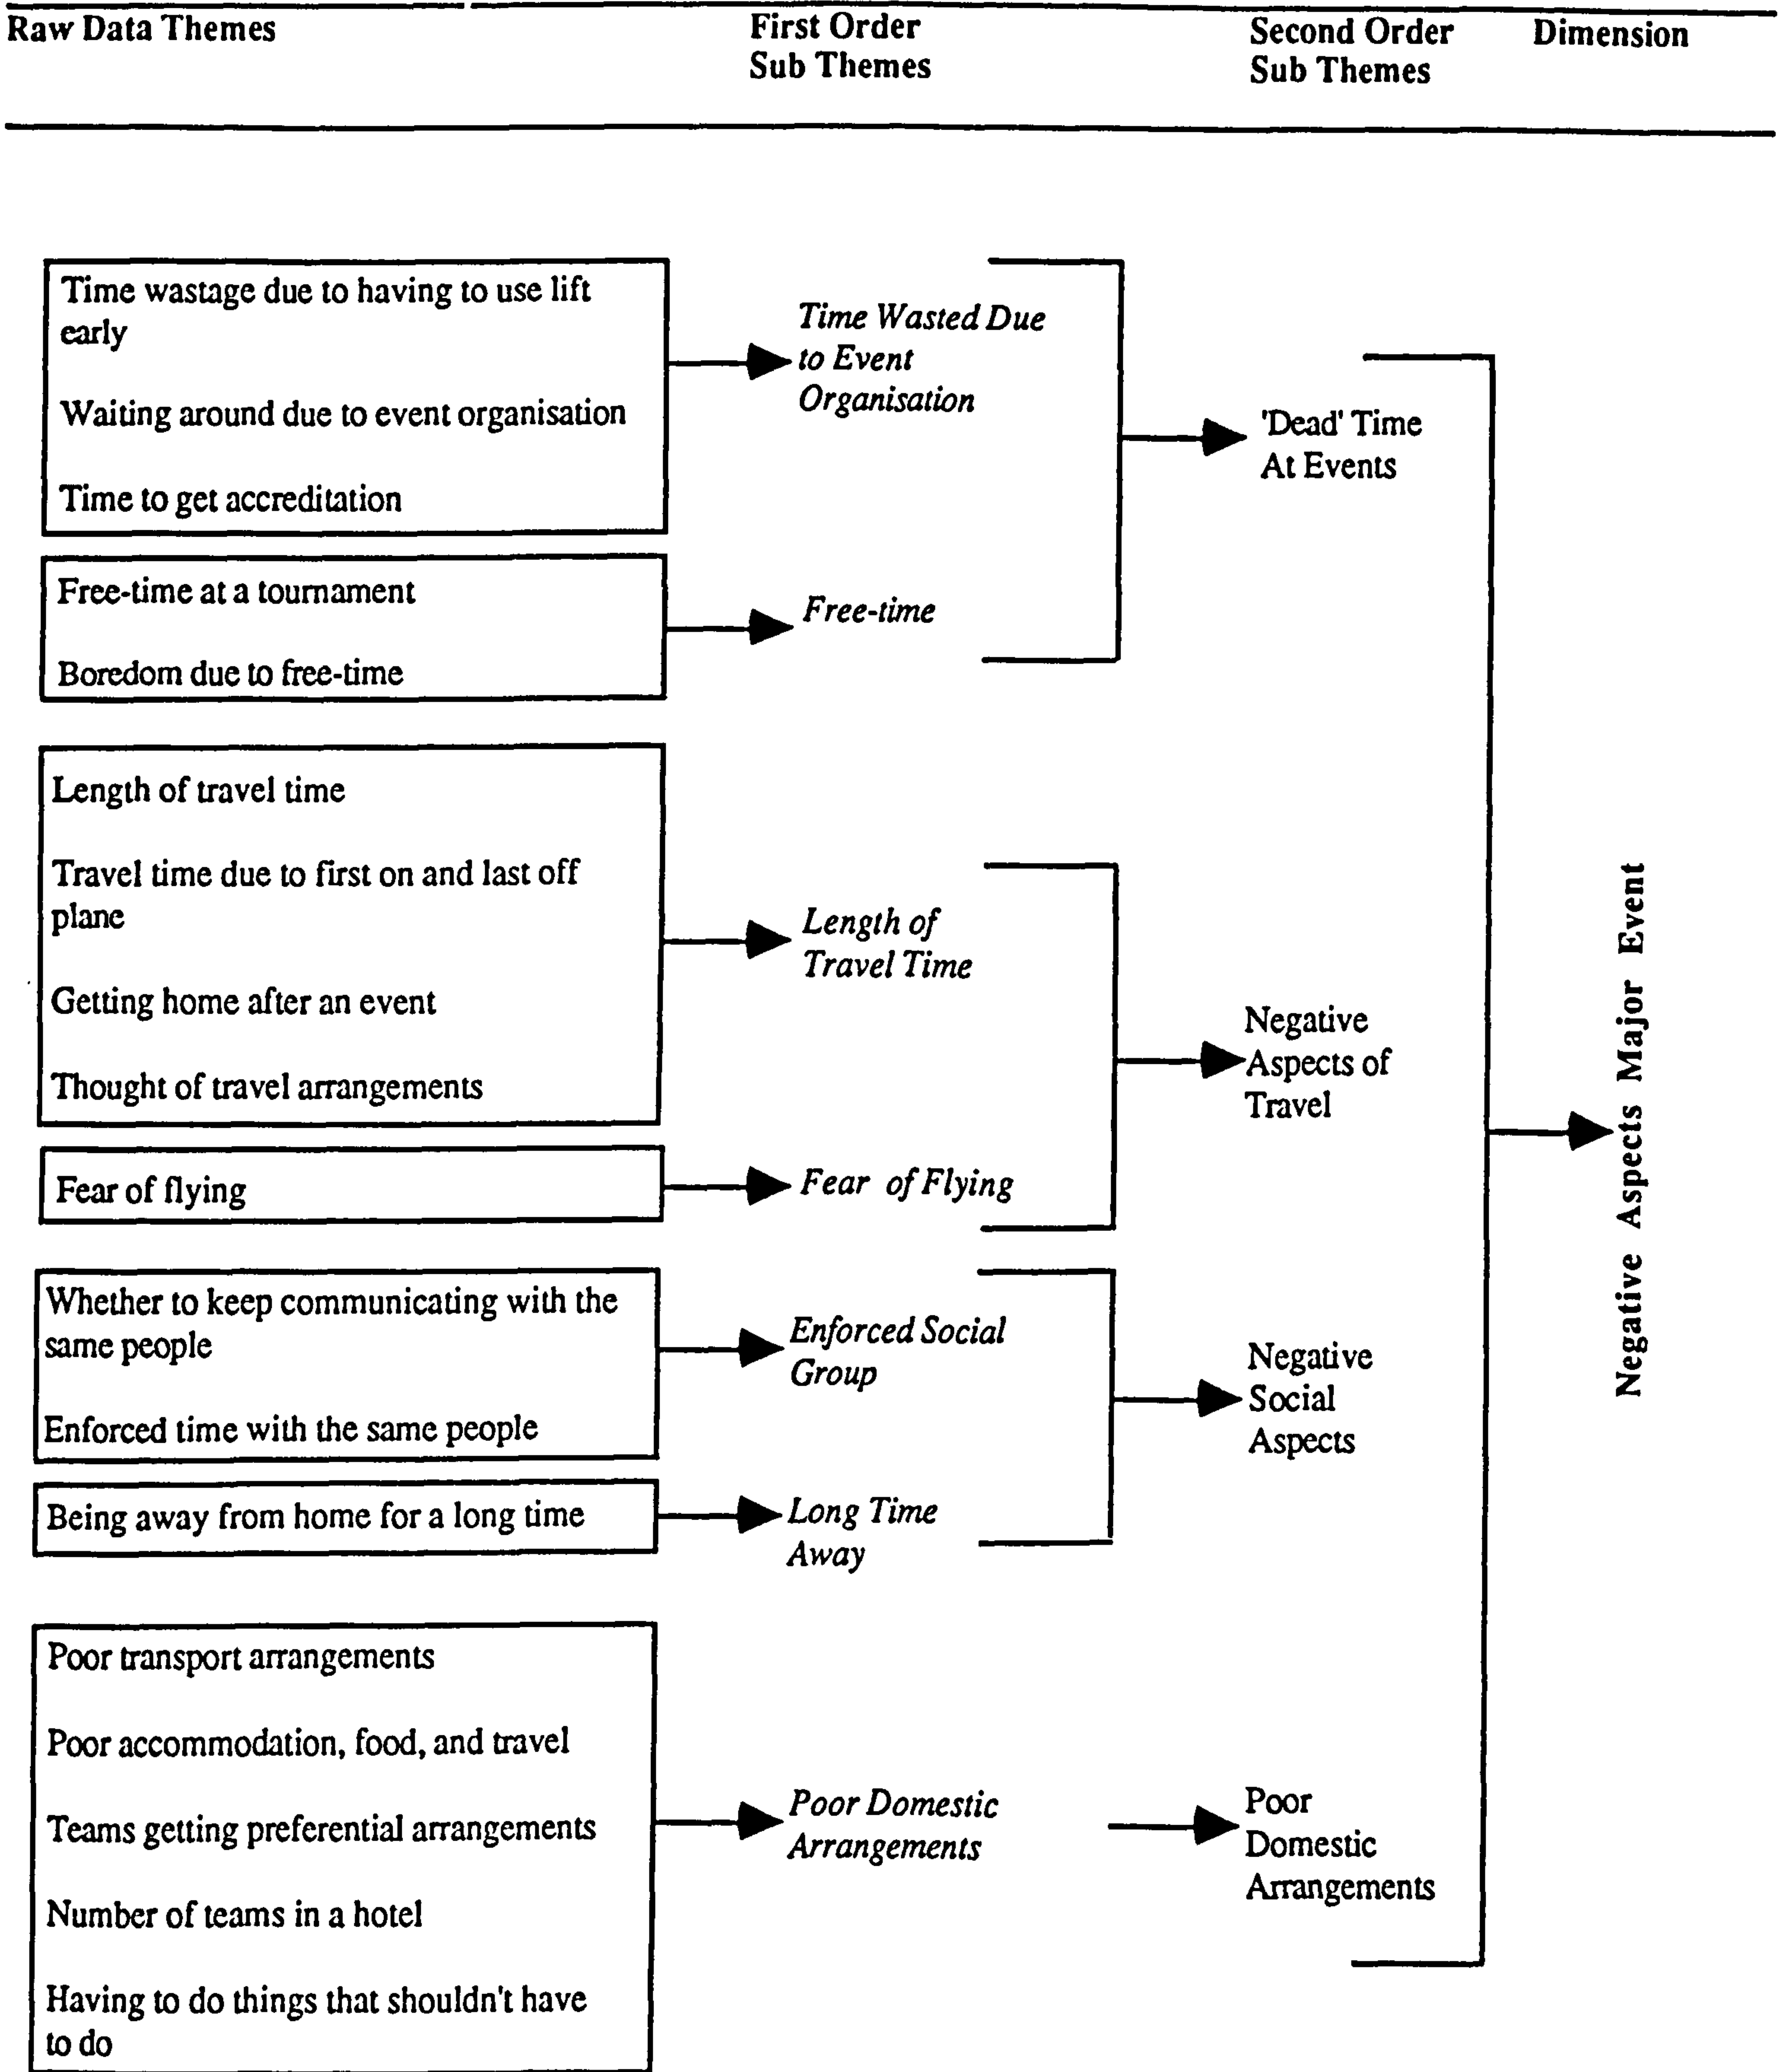 Raw Data Themes
First Order
Sub Themes
Second Order
Sub Themes
Dimension
Time wastage due to having to use lift
early
Waiting around due to event organisation
Time to get accreditation
Time Wasted Due
to Event
Organisation
'Dead' Time
At Events
Free-time at a tournament
Boredom due to free-time
Free-time
Length of travel time
Travel time due to first on and last off
plane
Getting home after an event
Thought of travel arrangements
Length of
Travel Time
Negative
Aspects of
Travel
Fear of flying
Fear of Flying
Whether to keep communicating with the
same people
Enforced time with the same people
Enforced Social
Group
Negative
Social
Aspects
Being away from home for a long time
Long Time
Away
Poor transport arrangements
Poor accommodation, food, and travel
Teams getting preferential arrangements
Number of teams in a hotel
Having to do things that shouldn't have
to do
Poor Domestic
Arrangements
Poor
Domestic
Arrangements
Negative Aspects Major Event